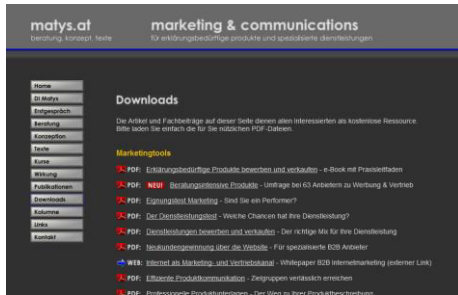 matys.at
beratung, konzept, texte
marketing & communications
für erklärungsbedürftige produkte und spezialisierte dienstleistungen
Home
DI Matys
Erstgespräch
Beratung
Konzeption
Texte
Kurse
Wirkung
Publikationen
Downloads
Kolumne
Links
Kontakt
Downloads
Die Artikel und Fachbeiträge auf dieser Seite dienen allen Interessierten als kostenlose Ressource.
Bitte laden Sie einfach die für Sie nützlichen PDF-Dateien.
Marketingtools
PDF: Erklärungsbedürftige Produkte bewerben und verkaufen - e-Book mit Praxisleitfaden
PDF: NEU! Beratungsintensive Produkte - Umfrage bei 63 Anbietern zu Werbung & Vertrieb
PDF: Eignungstest Marketing - Sind Sie ein Performer?
PDF: Der Dienstleistungstest - Welche Chancen hat Ihre Dienstleistung?
PDF: Dienstleistungen bewerben und verkaufen - Der richtige Mix für Ihre Dienstleistung
PDF: Neukundengewinnung über die Website - Für spezialisierte B2B Anbieter
WEB: Internet als Marketing- und Vertriebskanal - Whitepaper B2B Internetmarketing (externer Link)
PDF: Effiziente Produktkommunikation - Zielgruppen verlässlich erreichen
PDF: Professionelle Produktunterlagen - Der Weg zu Ihrer Produktbeschreibung